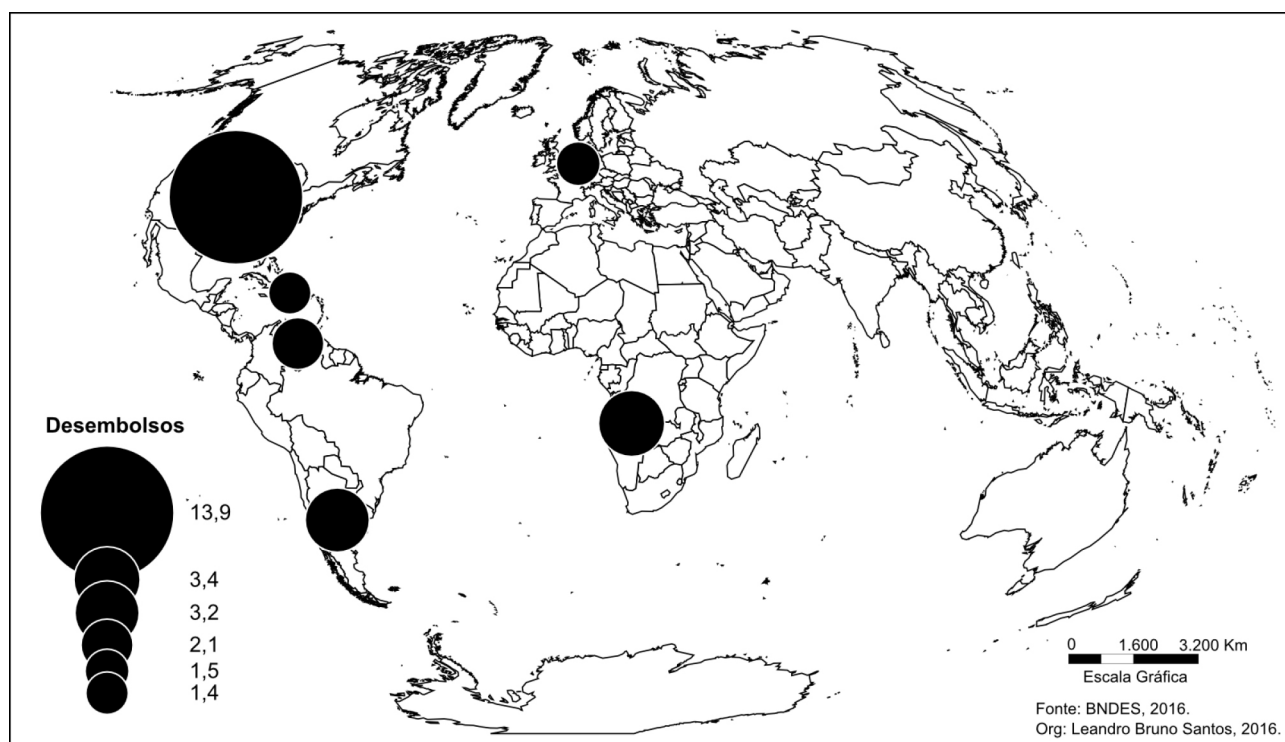 Desembolsos
13,9
3,4
3,2
2,1
1,5
1,4
0 1.600 3.200 Km
Escala Gráfica
Fonte: BNDES, 2016.
Org: Leandro Bruno Santos, 2016.